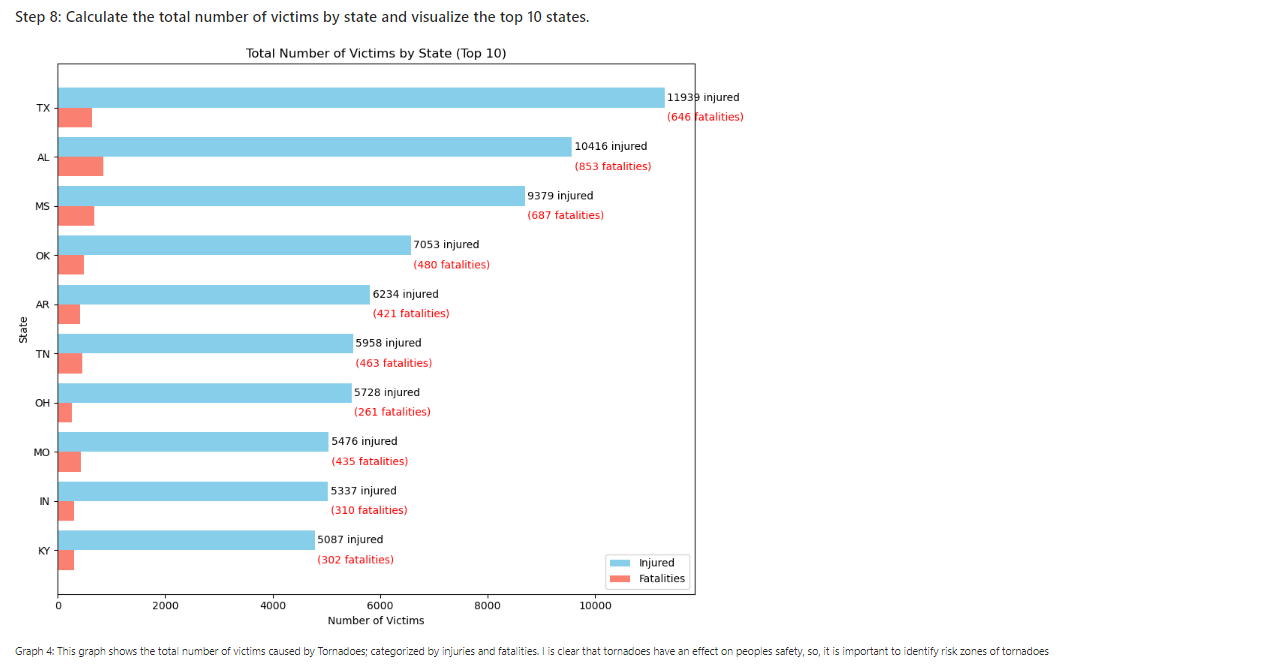 Step 8: Calculate the total number of victims by state and visualize the top 10 states.
Total Number of Victims by State (Top 10)
TX
11939 injured
(646 fatalities)
AL
10416 injured
(853 fatalities)
MS
9379 injured
(687 fatalities)
OK
7053 injured
(480 fatalities)
AR
6234 injured
(421 fatalities)
State
TN
5958 injured
(463 fatalities)
OH
5728 injured
(261 fatalities)
MO
5476 injured
(435 fatalities)
IN
5337 injured
(310 fatalities)
KY
5087 injured
(302 fatalities)
Injured
Fatalities
0 2000 4000 6000 8000 10000
Number of Victims
Graph 4: This graph shows the total number of victims caused by Tornadoes; categorized by injuries and fatalities. I is clear that tornadoes have an effect on peoples safety, so, it is important to identify risk zones of tornadoes